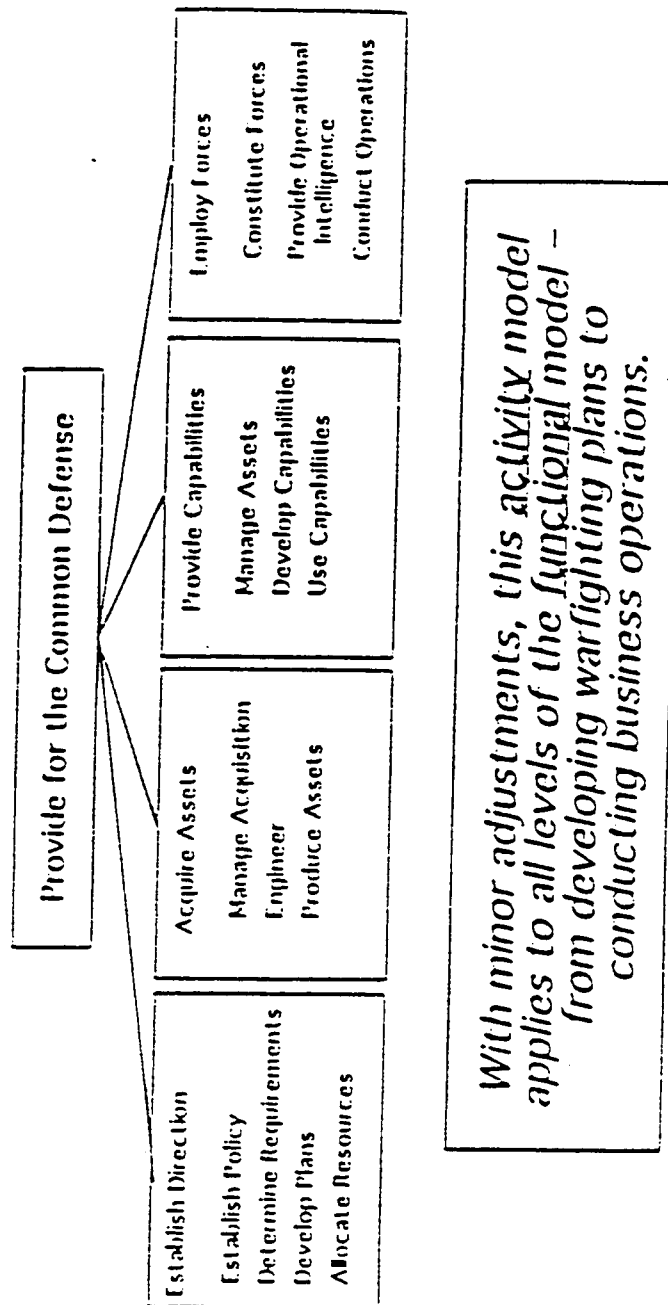 Provide for the Common Defense
Establish Direction
Establish Policy
Determine Requirements
Develop Plans
Allocate Resources
Acquire Assets
Manage Acquisition
Engineer
Produce Assets
Provide Capabilities
Manage Assets
Develop Capabilities
Use Capabilities
Employ Forces
Constitute Forces
Provide Operational
Intelligence
Conduct Operations
With minor adjustments, this activity model
applies to all levels of the functional model –
from developing warfighting plans to
conducting business operations.